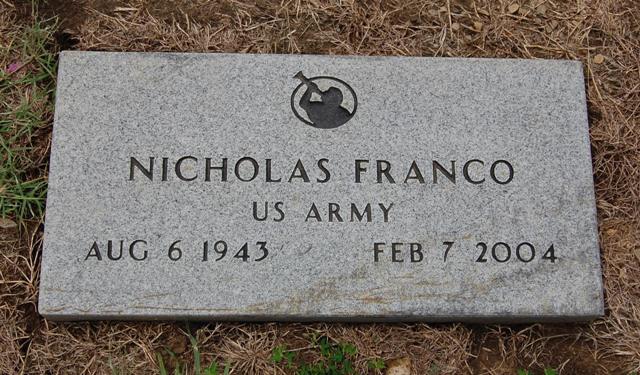 NICHOLAS FRANCO
US ARMY
AUG 6 1943 FEB 7 2004